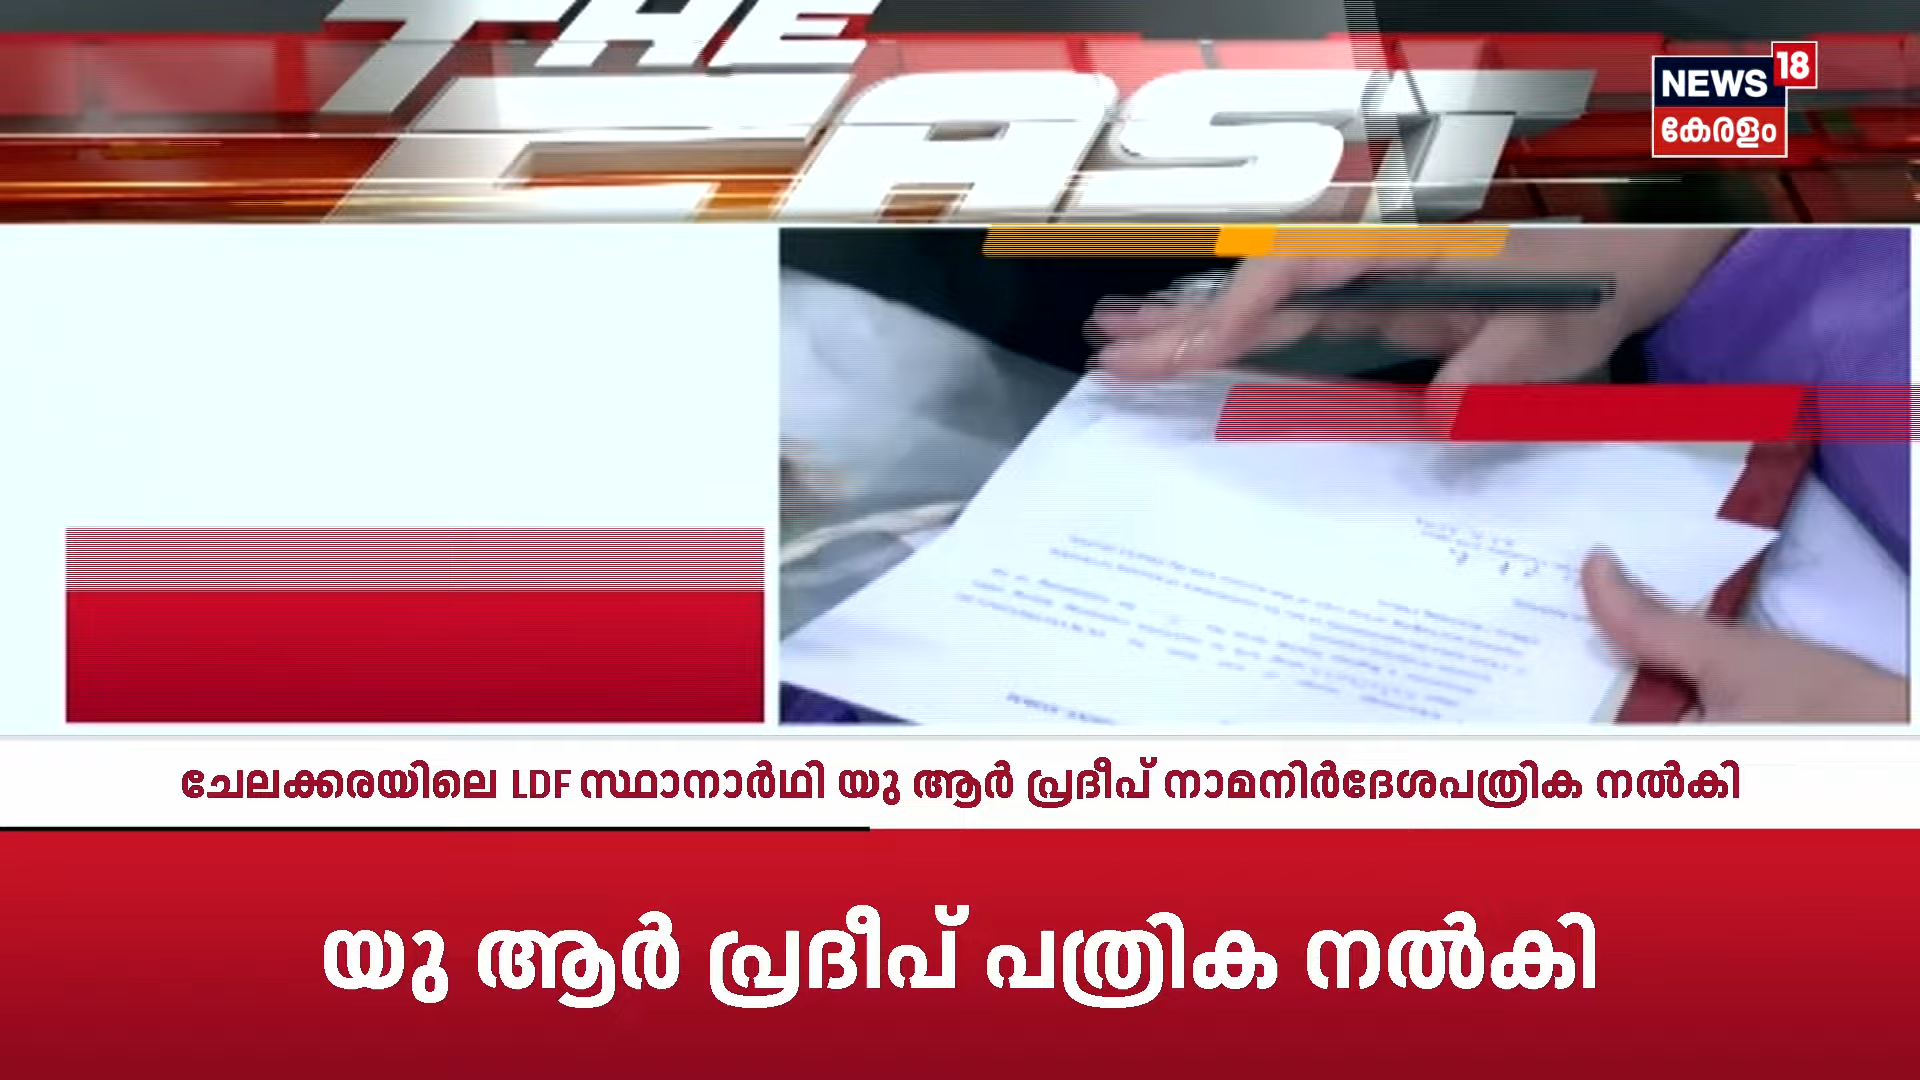 THE
FAST
NEWS 18
കേരളം
ചേലക്കരയിലെ LDF സ്ഥാനാർഥി യു ആർ പ്രദീപ് നാമനിർദേശപത്രിക നൽകി
യു ആർ പ്രദീപ് പത്രിക നൽകി